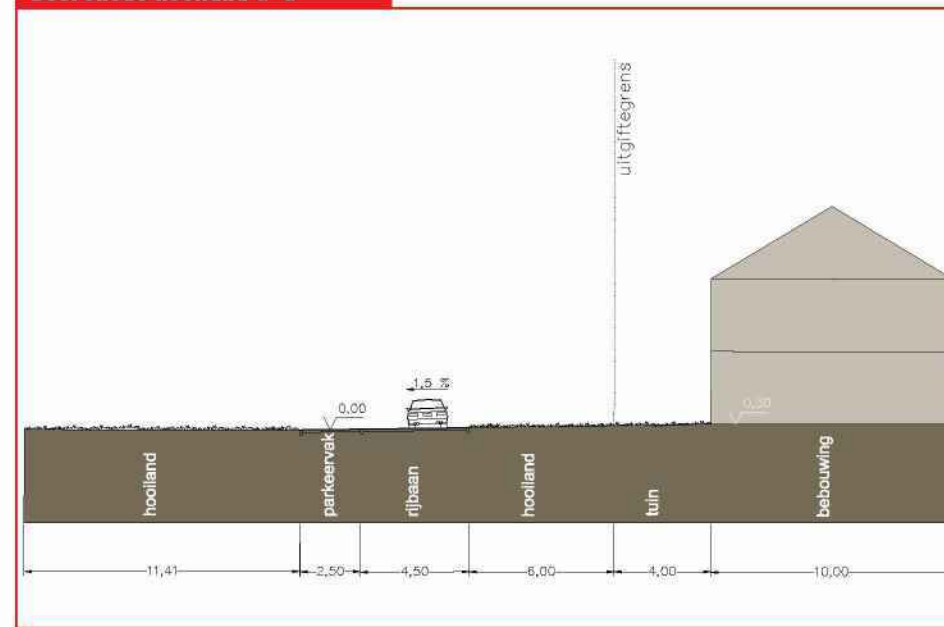 uitgiftegrens
1,5 %
0,00
0,30
hooiland
parkeervak
rijbaan
hooiland
tuin
bebouwing
11,41
2,50
4,50
6,00
4,00
10,00